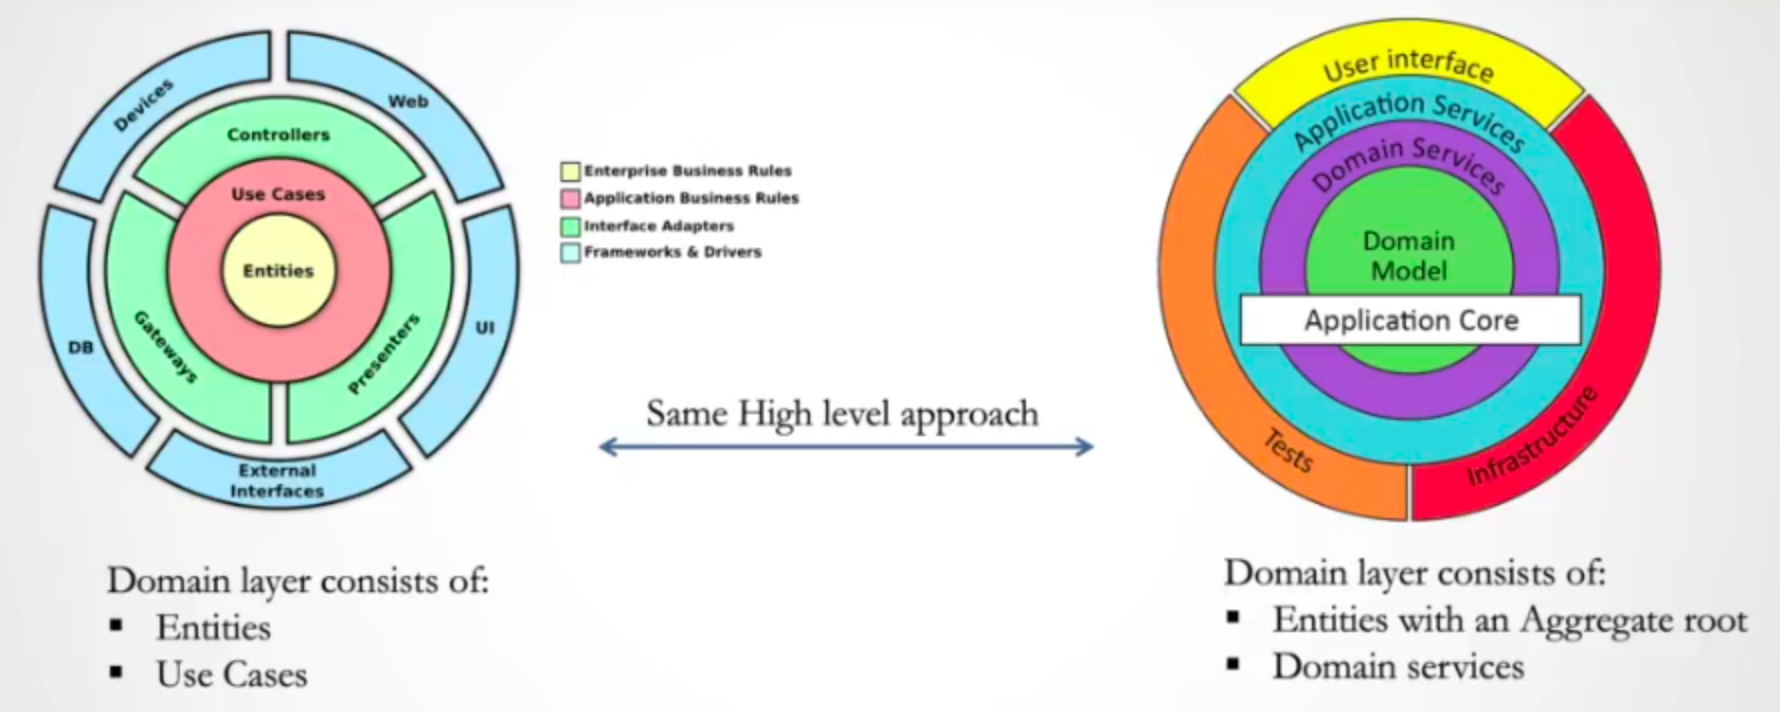 Devices
Web
Controllers
Use Cases
Entities
Gateways
Presenters
DB
UI
External
Interfaces
Enterprise Business Rules
Application Business Rules
Interface Adapters
Frameworks & Drivers
Same High level approach
User interface
Application Services
Domain Services
Domain
Model
Application Core
Tests
Infrastructure
Domain layer consists of:
▪ Entities
▪ Use Cases
Domain layer consists of:
▪ Entities with an Aggregate root
▪ Domain services